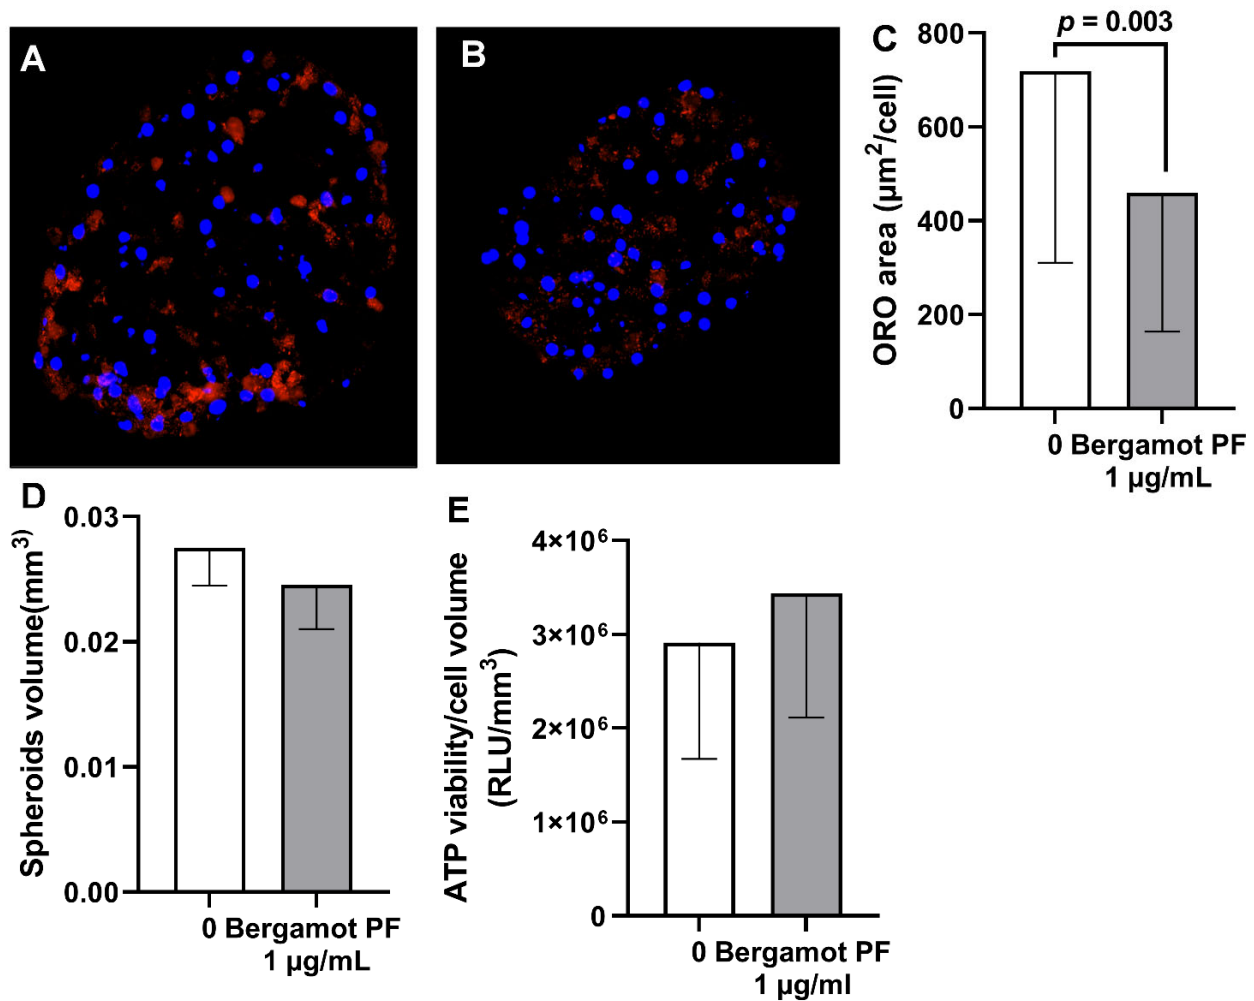 A
B
C
p = 0.003
800
600
400
200
0
ORO area (µm²/cell)
0 Bergamot PF
1 µg/mL
D
0.03
0.02
0.01
0.00
Spheroids volume(mm³)
0 Bergamot PF
1 µg/mL
E
4×10⁶
3×10⁶
2×10⁶
1×10⁶
0
ATP viability/cell volume
(RLU/mm³)
0 Bergamot PF
1 µg/ml